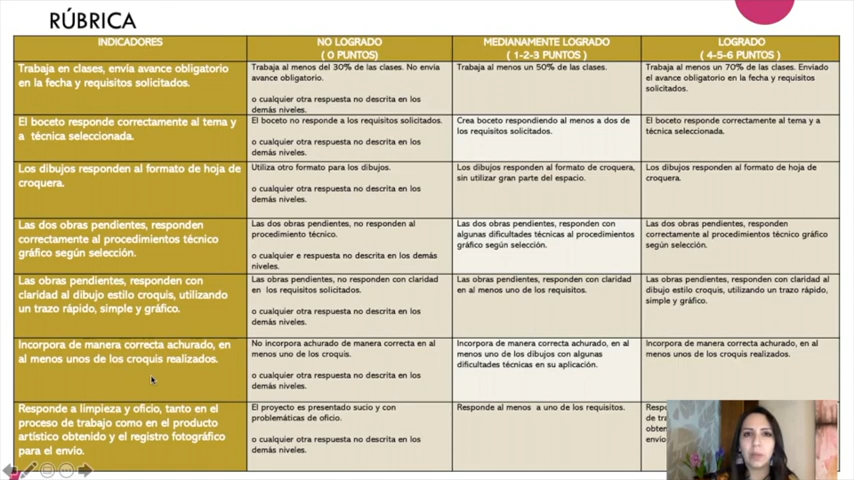 RÚBRICA
INDICADORES
NO LOGRADO
( 0 PUNTOS)
MEDIANAMENTE LOGRADO
( 1-2-3 PUNTOS )
LOGRADO
( 4-5-6 PUNTOS )
Trabaja en clases, envía avance obligatorio
en la fecha y requisitos solicitados.
Trabaja al menos del 30% de las clases. No envía
avance obligatorio.
o cualquier otra respuesta no descrita en los
demás niveles.
Trabaja al menos un 50% de las clases.
Trabaja al menos un 70% de las clases. Enviado
el avance obligatorio en la fecha y requisitos
solicitados.
El boceto responde correctamente al tema y
a técnica seleccionada.
El boceto no responde a los requisitos solicitados.
o cualquier otra respuesta no descrita en los
demás niveles.
Crea boceto respondiendo al menos a dos de
los requisitos solicitados.
El boceto responde correctamente al tema y a
técnica seleccionada.
Los dibujos responden al formato de hoja de
croquera.
Utiliza otro formato para los dibujos.
o cualquier otra respuesta no descrita en los
demás niveles.
Los dibujos responden al formato de croquera,
sin utilizar gran parte del espacio.
Los dibujos responden al formato de hoja de
croquera.
Las dos obras pendientes, responden
correctamente al procedimientos técnico
gráfico según selección.
Las dos obras pendientes, no responden al
procedimiento técnico.
o cualquier e respuesta no descrita en los demás
niveles.
Las dos obras pendientes, responden con
algunas dificultades técnicas al procedimientos
gráfico según selección.
Las dos obras pendientes, responden
correctamente al procedimientos técnico gráfico
según selección.
Las obras pendientes, responden con
claridad al dibujo estilo croquis, utilizando
un trazo rápido, simple y gráfico.
Las obras pendientes, no responden con claridad
en los requisitos solicitados.
o cualquier otra respuesta no descrita en los
demás niveles.
Las obras pendientes, responden con claridad
en al menos uno de los requisitos.
Las obras pendientes, responden con claridad al
dibujo estilo croquis, utilizando un trazo rápido,
simple y gráfico.
Incorpora de manera correcta achurado, en
al menos unos de los croquis realizados.
No incorpora achurado de manera correcta en al
menos uno de los croquis.
o cualquier otra respuesta no descrita en los
demás niveles.
Incorpora de manera correcta achurado, en al
menos uno de los dibujos con algunas
dificultades técnicas en su aplicación.
Incorpora de manera correcta achurado, en al
menos unos de los croquis realizados.
Responde a limpieza y oficio, tanto en el
proceso de trabajo como en el producto
artístico obtenido y el registro fotográfico
para el envío.
El proyecto es presentado sucio y con
problemáticas de oficio.
o cualquier otra respuesta no descrita en los
demás niveles.
Responde al menos a uno de los requisitos.